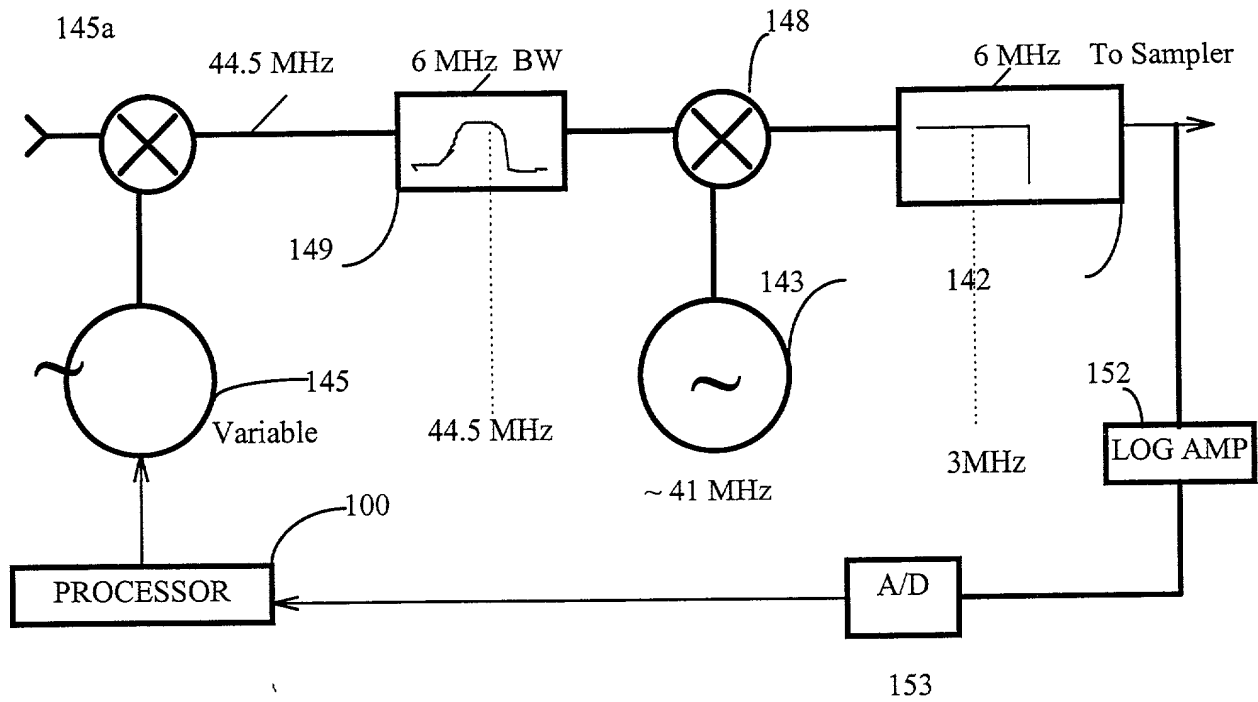 145a
148
44.5 MHz
6 MHz BW
6 MHz To Sampler
149
143
142
145
Variable
44.5 MHz
152
LOG AMP
3MHz
~ 41 MHz
100
PROCESSOR
A/D
153